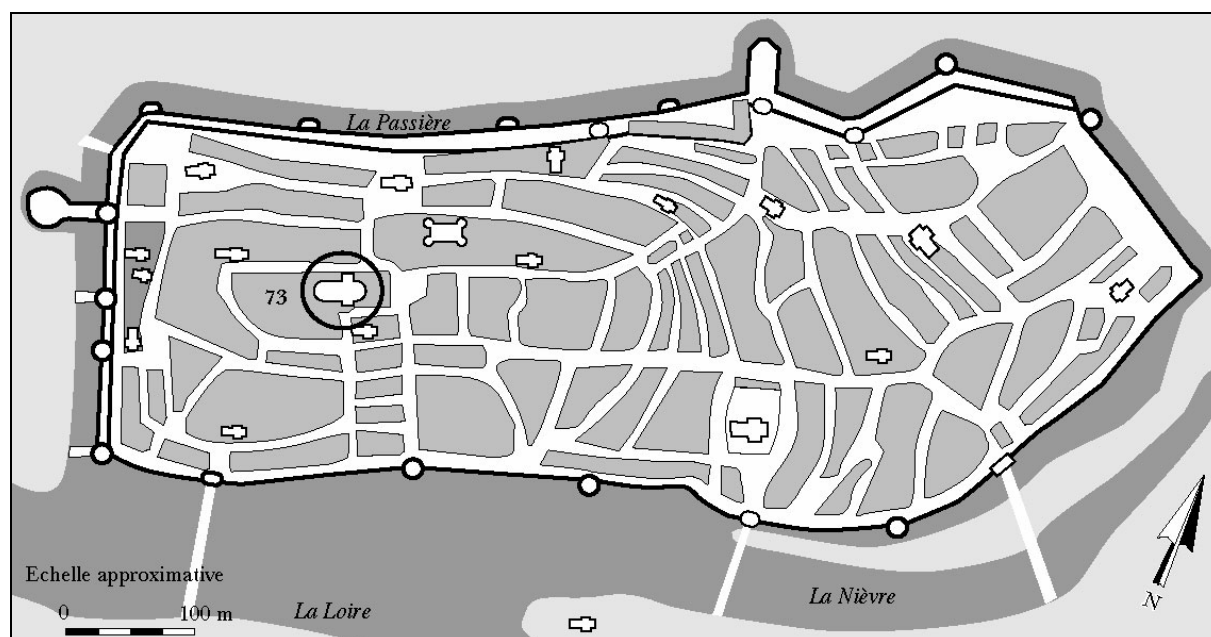 La Passière
73
Echelle approximative
0 100 m
La Loire
La Nièvre
N